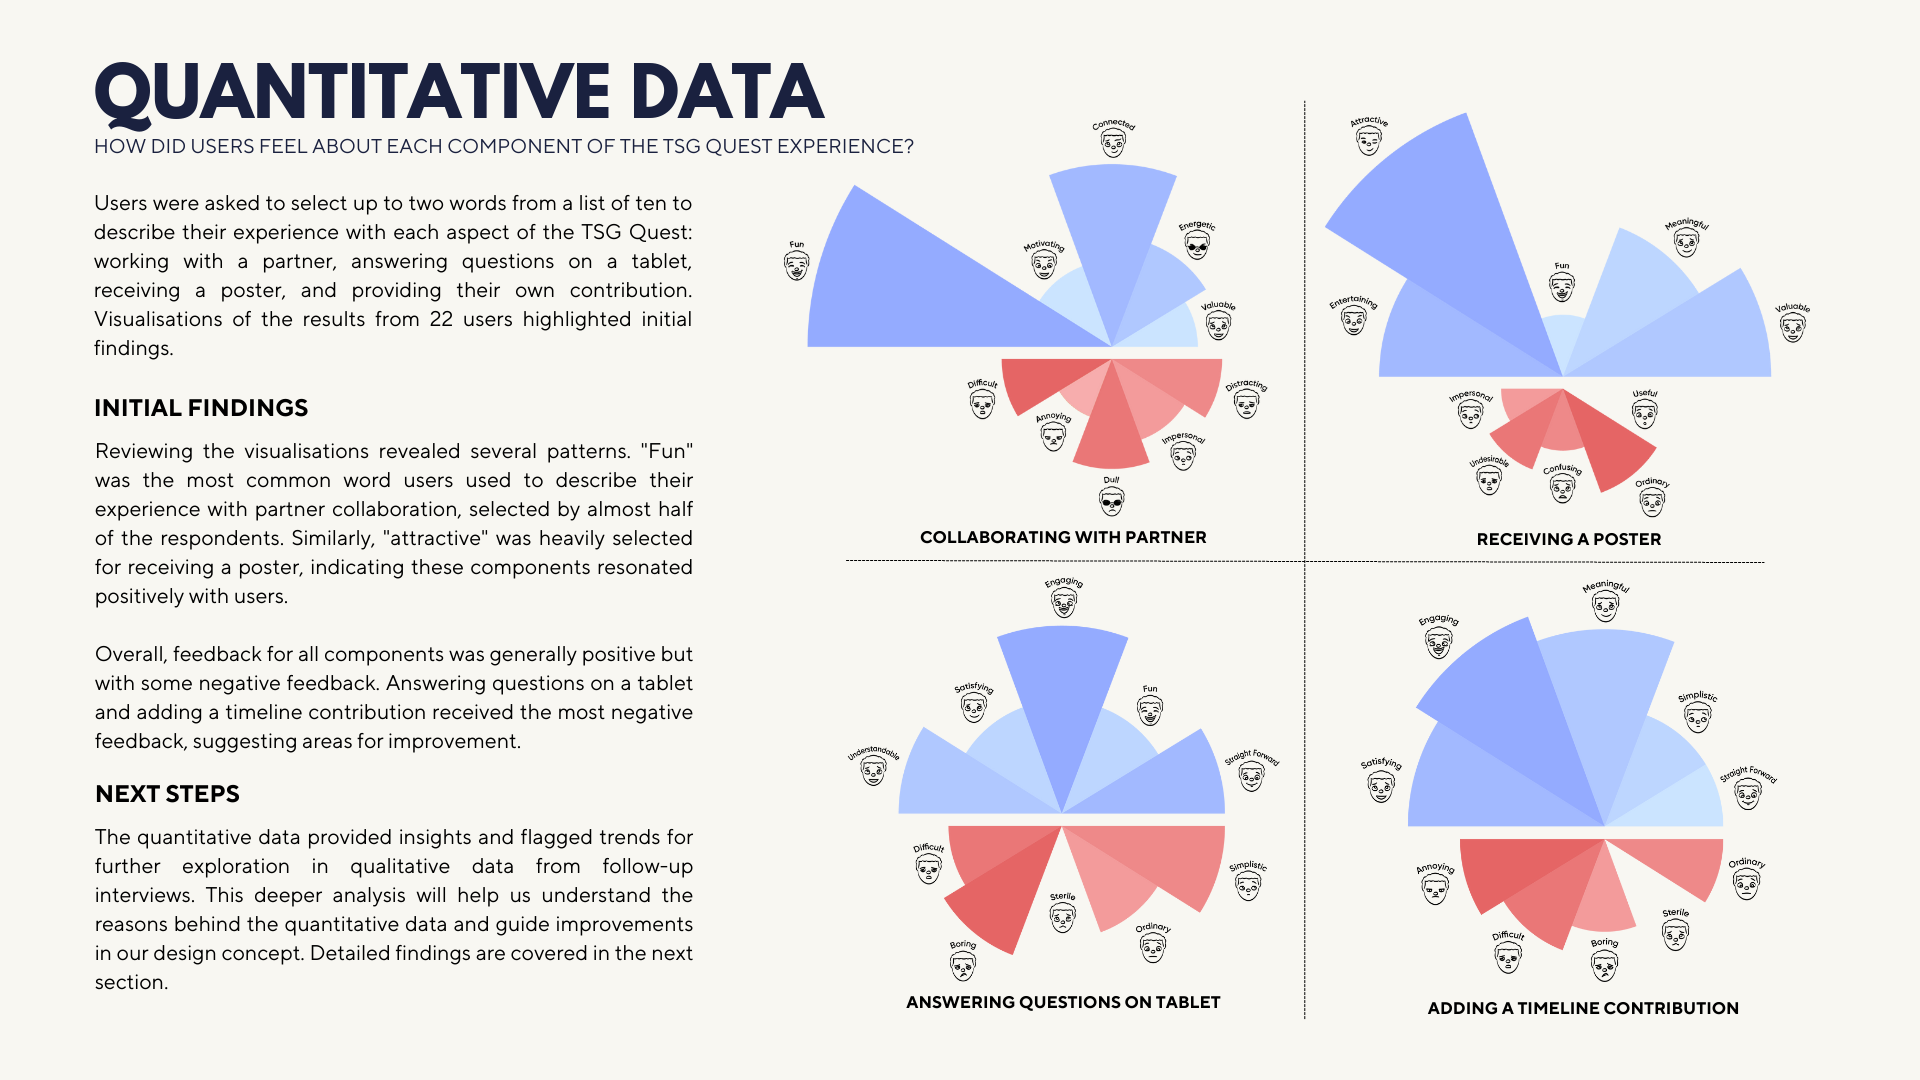 QUANTITATIVE DATA
HOW DID USERS FEEL ABOUT EACH COMPONENT OF THE TSG QUEST EXPERIENCE?
Users were asked to select up to two words from a list of ten to
describe their experience with each aspect of the TSG Quest:
working with a partner, answering questions on a tablet,
receiving a poster, and providing their own contribution.
Visualisations of the results from 22 users highlighted initial
findings.
INITIAL FINDINGS
Reviewing the visualisations revealed several patterns. "Fun"
was the most common word users used to describe their
experience with partner collaboration, selected by almost half
of the respondents. Similarly, "attractive" was heavily selected
for receiving a poster, indicating these components resonated
positively with users.
Overall, feedback for all components was generally positive but
with some negative feedback. Answering questions on a tablet
and adding a timeline contribution received the most negative
feedback, suggesting areas for improvement.
NEXT STEPS
The quantitative data provided insights and flagged trends for
further exploration in qualitative data from follow-up
interviews. This deeper analysis will help us understand the
reasons behind the quantitative data and guide improvements
in our design concept. Detailed findings are covered in the next
section.
Fun
Motivating
Connected
Energetic
Valuable
Difficult
Annoying
Dull
Impersonal
Distracting
COLLABORATING WITH PARTNER
Entertaining
Attractive
Fun
Meaningful
Valuable
Impersonal
Undesirable
Confusing
Ordinary
Useful
RECEIVING A POSTER
Understandable
Satisfying
Engaging
Fun
Straight Forward
Difficult
Boring
Sterile
Ordinary
Simplistic
ANSWERING QUESTIONS ON TABLET
Satisfying
Engaging
Meaningful
Simplistic
Straight Forward
Annoying
Difficult
Boring
Sterile
Ordinary
ADDING A TIMELINE CONTRIBUTION